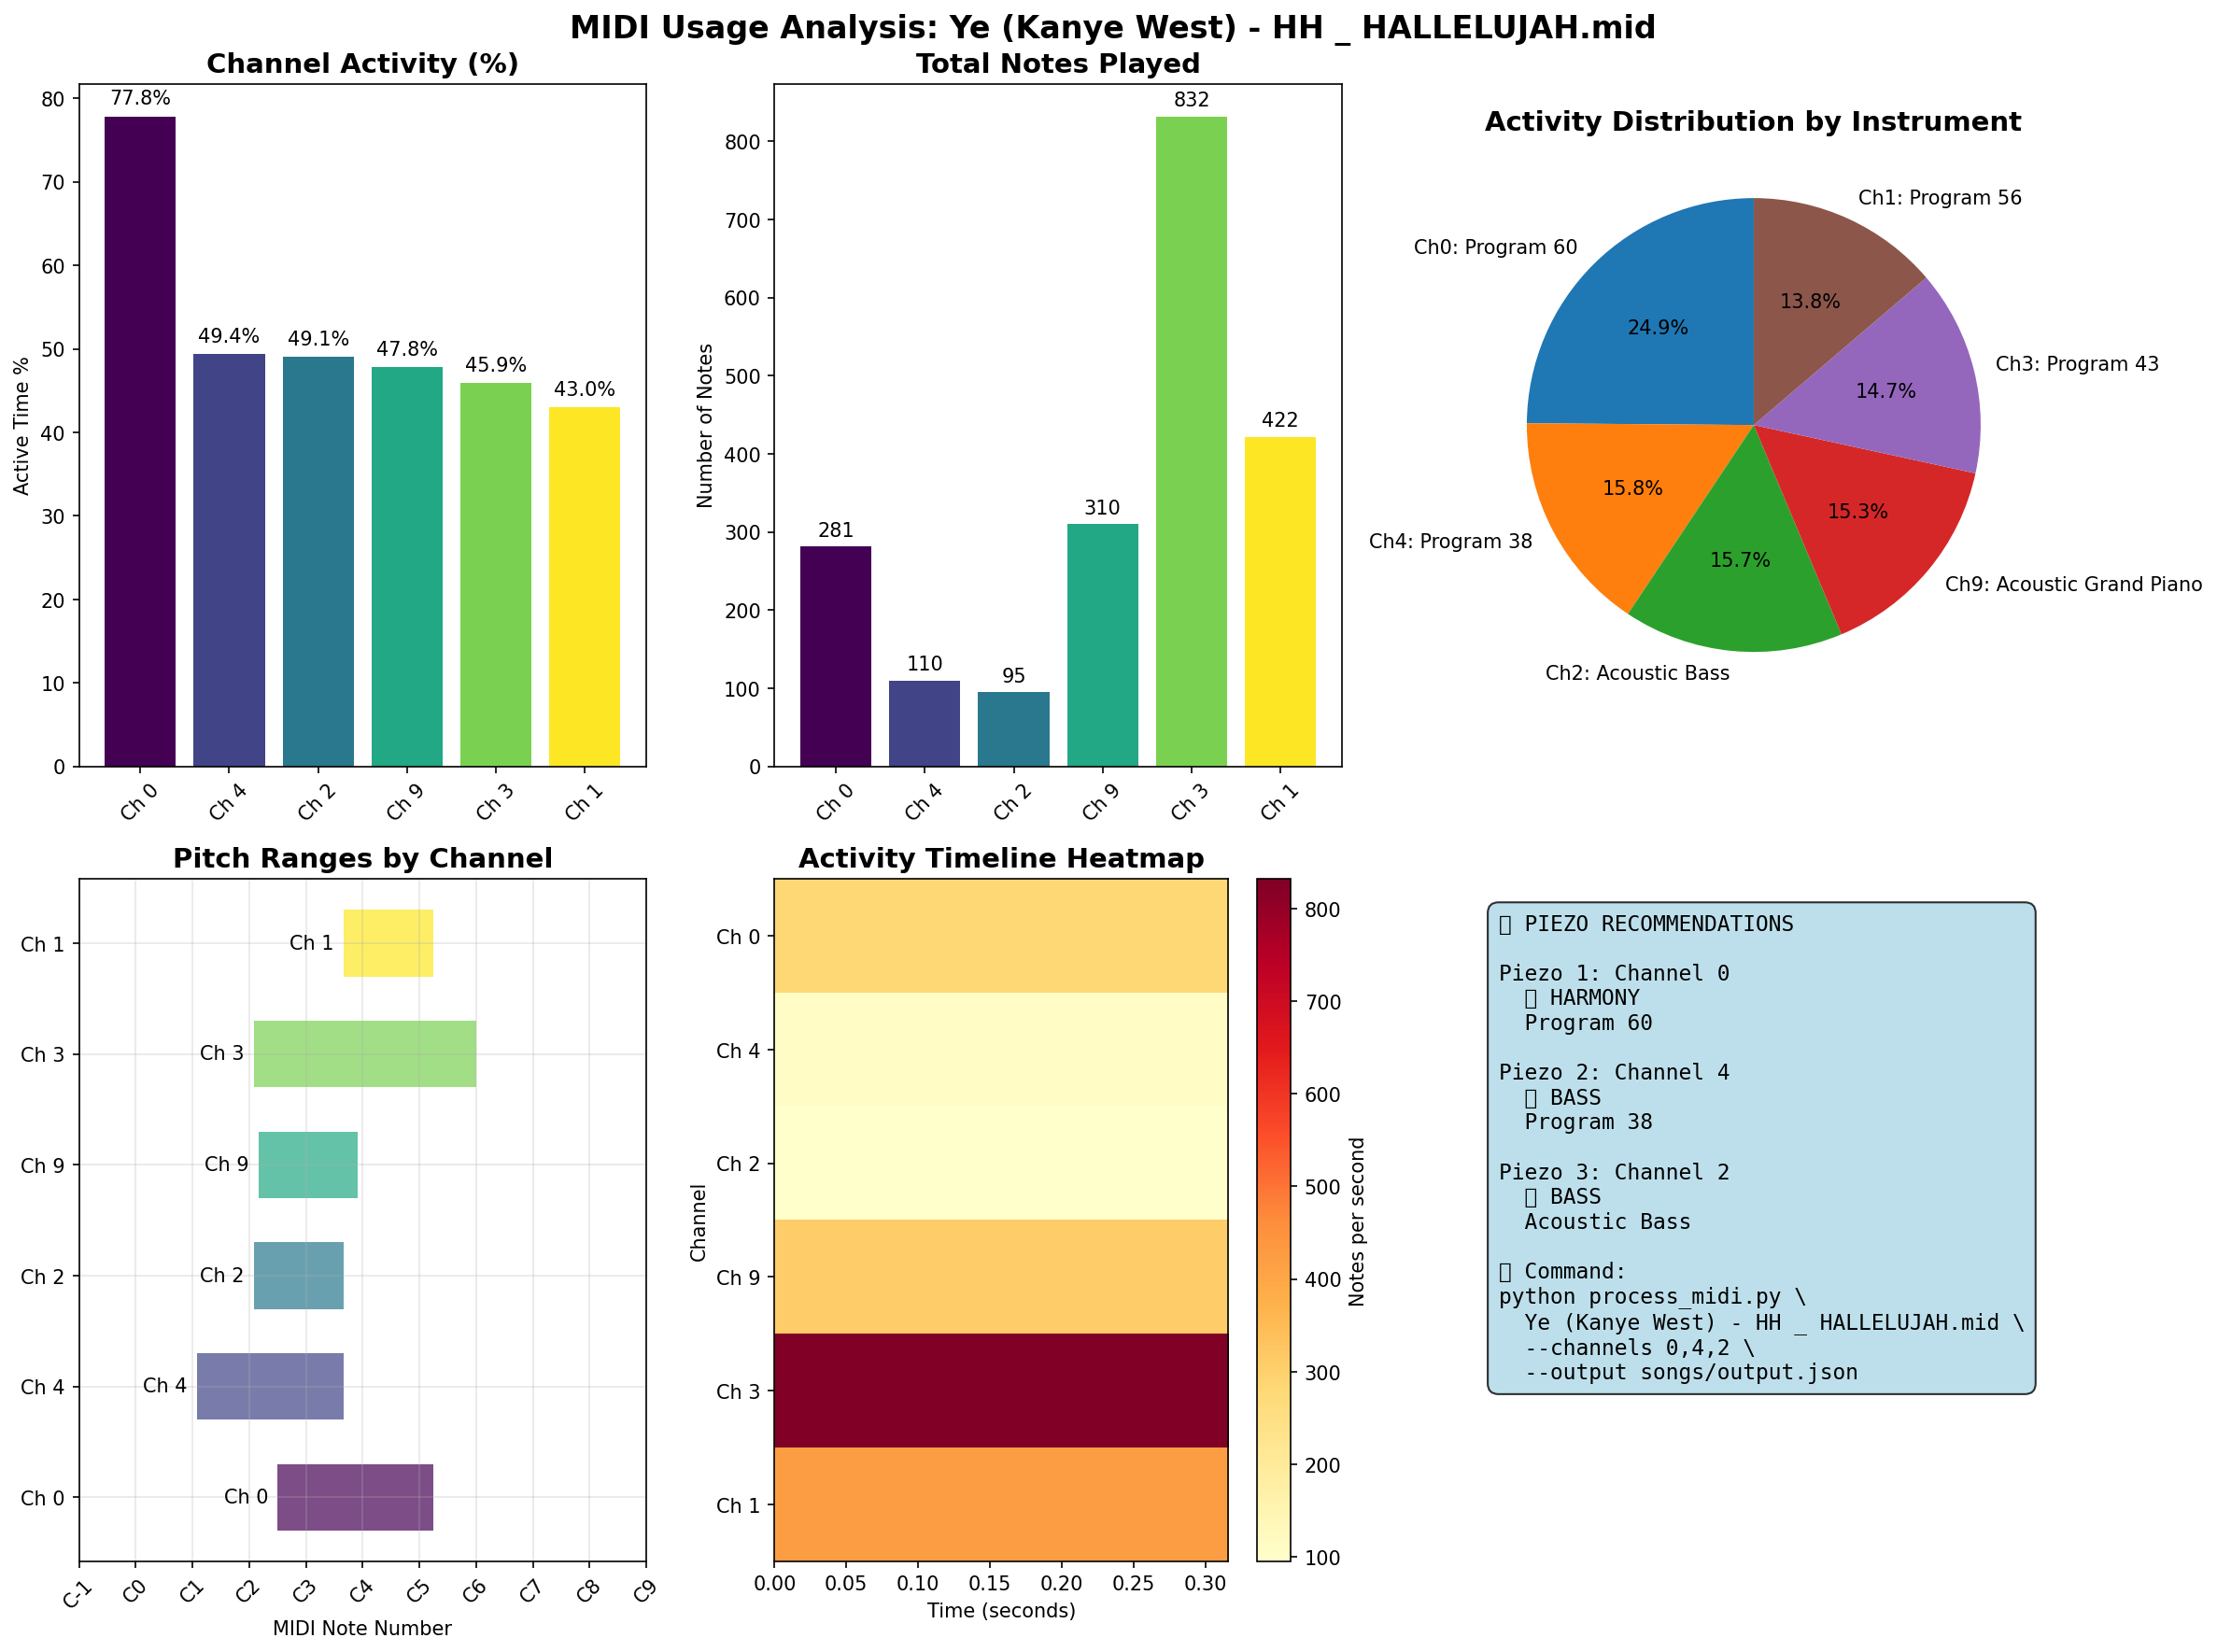 MIDI Usage Analysis: Ye (Kanye West) - HH _ HALLELUJAH.mid
Channel Activity (%)
Active Time %
80
70
60
50
40
30
20
10
0
77.8%
49.4%
49.1%
47.8%
45.9%
43.0%
Ch 0
Ch 4
Ch 2
Ch 9
Ch 3
Ch 1
Total Notes Played
Number of Notes
800
700
600
500
400
300
200
100
0
281
110
95
310
832
422
Ch 0
Ch 4
Ch 2
Ch 9
Ch 3
Ch 1
Activity Distribution by Instrument
Ch1: Program 56
Ch0: Program 60
13.8%
24.9%
Ch3: Program 43
14.7%
15.8%
15.3%
Ch4: Program 38
15.7%
Ch9: Acoustic Grand Piano
Ch2: Acoustic Bass
Pitch Ranges by Channel
Ch 1
Ch 1
Ch 3
Ch 3
Ch 9
Ch 9
Ch 2
Ch 2
Ch 4
Ch 4
Ch 0
Ch 0
C-1
C0
C1
C2
C3
C4
C5
C6
C7
C8
C9
MIDI Note Number
Activity Timeline Heatmap
Channel
Ch 0
Ch 4
Ch 2
Ch 9
Ch 3
Ch 1
0.00
0.05
0.10
0.15
0.20
0.25
0.30
Time (seconds)
800
700
600
500
400
300
200
100
Notes per second
PIEZO RECOMMENDATIONS
Piezo 1: Channel 0
HARMONY
Program 60
Piezo 2: Channel 4
BASS
Program 38
Piezo 3: Channel 2
BASS
Acoustic Bass
Command:
python process_midi.py \
Ye (Kanye West) - HH _ HALLELUJAH.mid \
--channels 0,4,2 \
--output songs/output.json